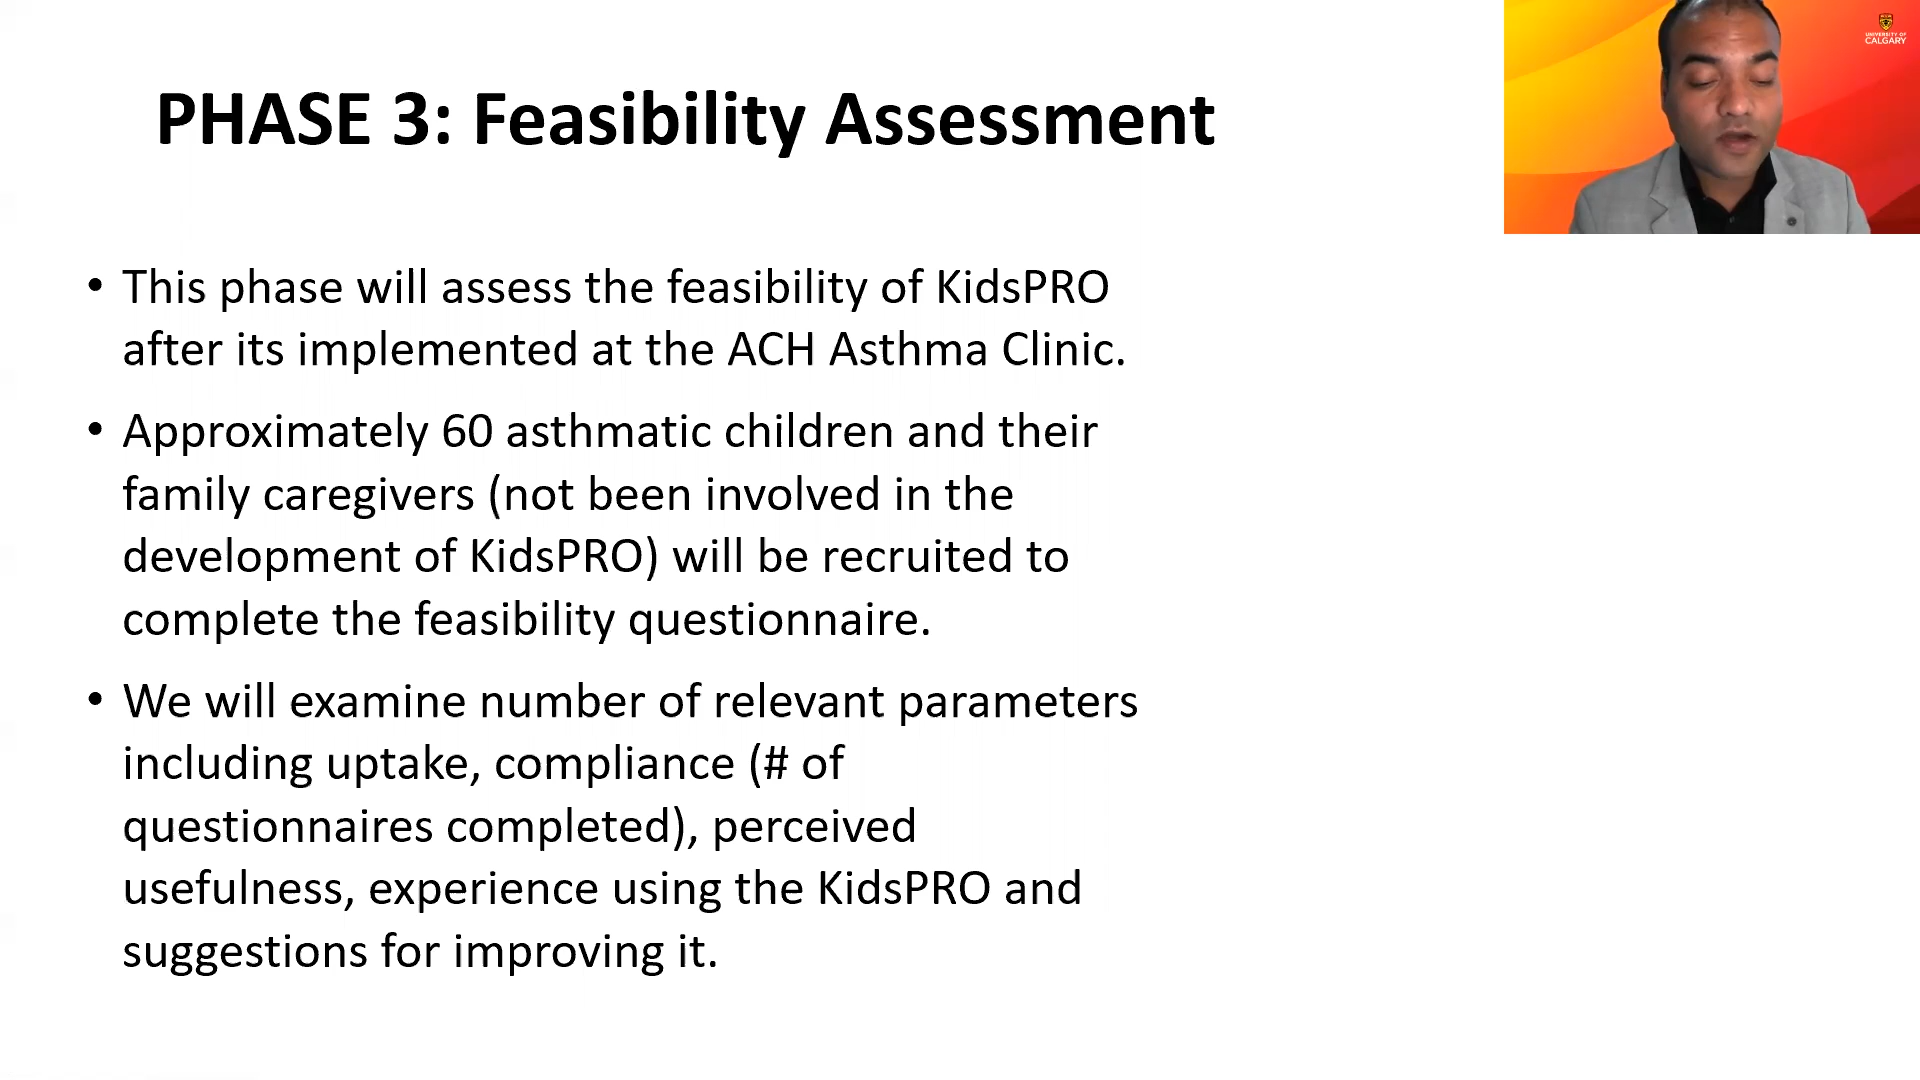 PHASE 3: Feasibility Assessment
UNIVERSITY OF
CALGARY
• This phase will assess the feasibility of KidsPRO
after its implemented at the ACH Asthma Clinic.
• Approximately 60 asthmatic children and their
family caregivers (not been involved in the
development of KidsPRO) will be recruited to
complete the feasibility questionnaire.
• We will examine number of relevant parameters
including uptake, compliance (# of
questionnaires completed), perceived
usefulness, experience using the KidsPRO and
suggestions for improving it.